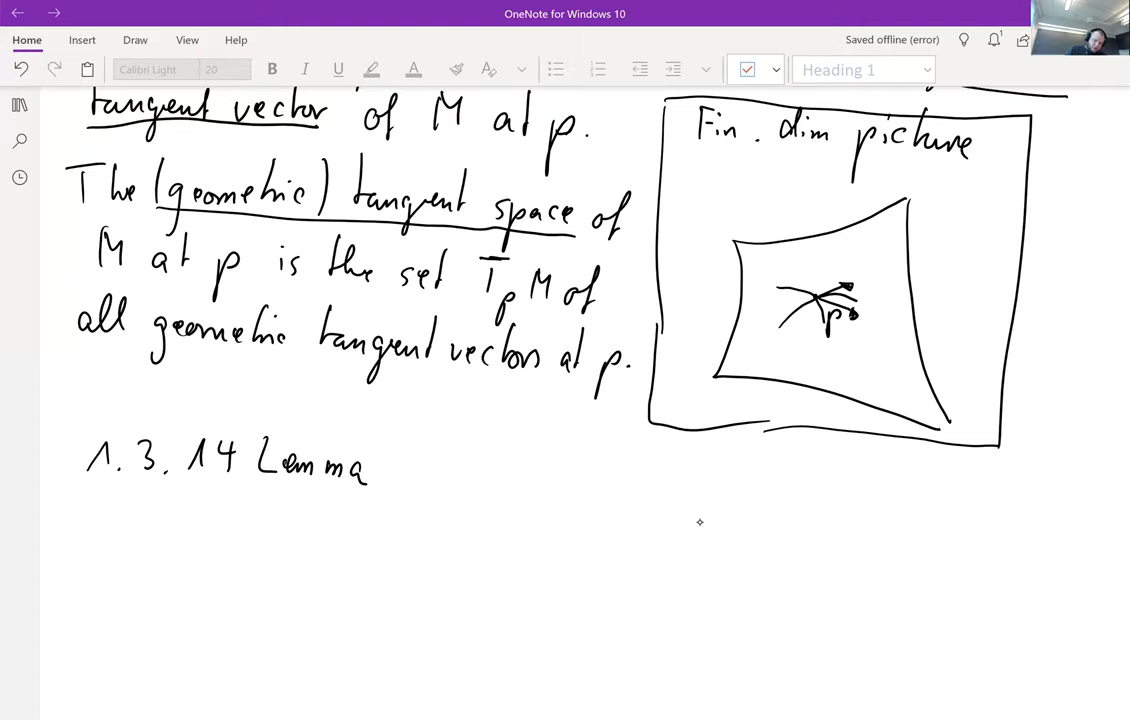 OneNote for Windows 10
Home Insert Draw View Help
Saved offline (error)
1
Calibri Light 20 B I U A Heading 1
tangent vector of M at p.
The (geometric) tangent space of
M at p is the set TpM of
all geometric tangent vectors at p.
1.3.14 Lemma
Fin. dim picture
p